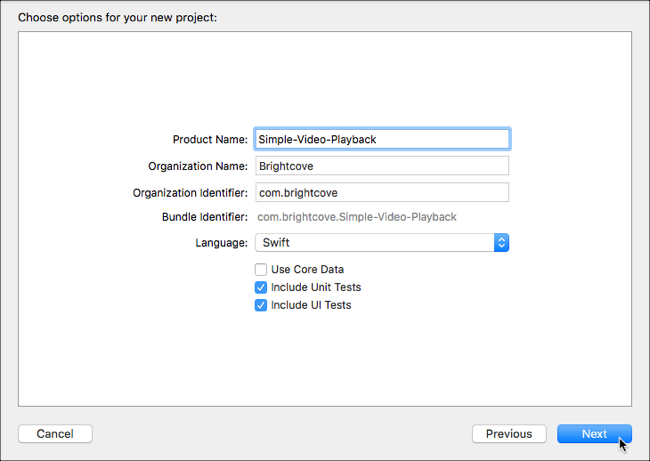 Choose options for your new project:
Product Name: Simple-Video-Playback
Organization Name: Brightcove
Organization Identifier: com.brightcove
Bundle Identifier: com.brightcove.Simple-Video-Playback
Language: Swift
Use Core Data
Include Unit Tests
Include UI Tests
Cancel Previous Next